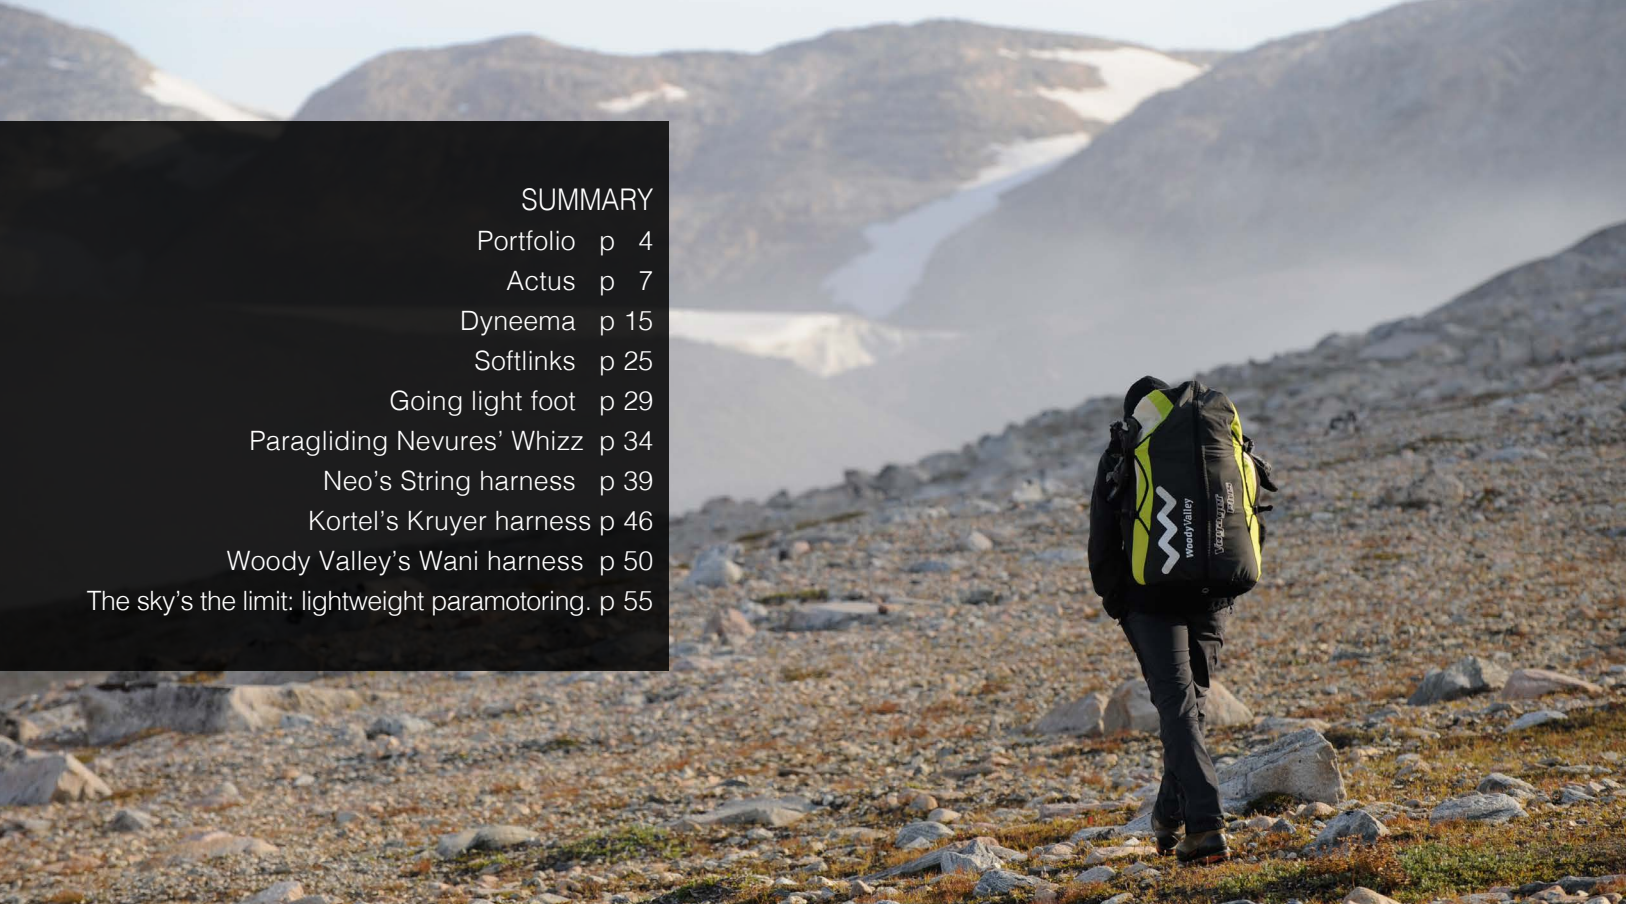 SUMMARY
Portfolio p 4
Actus p 7
Dyneema p 15
Softlinks p 25
Going light foot p 29
Paragliding Nevures’ Whizz p 34
Neo’s String harness p 39
Kortel’s Kruyer harness p 46
Woody Valley’s Wani harness p 50
The sky’s the limit: lightweight paramotoring. p 55
WoodyValley